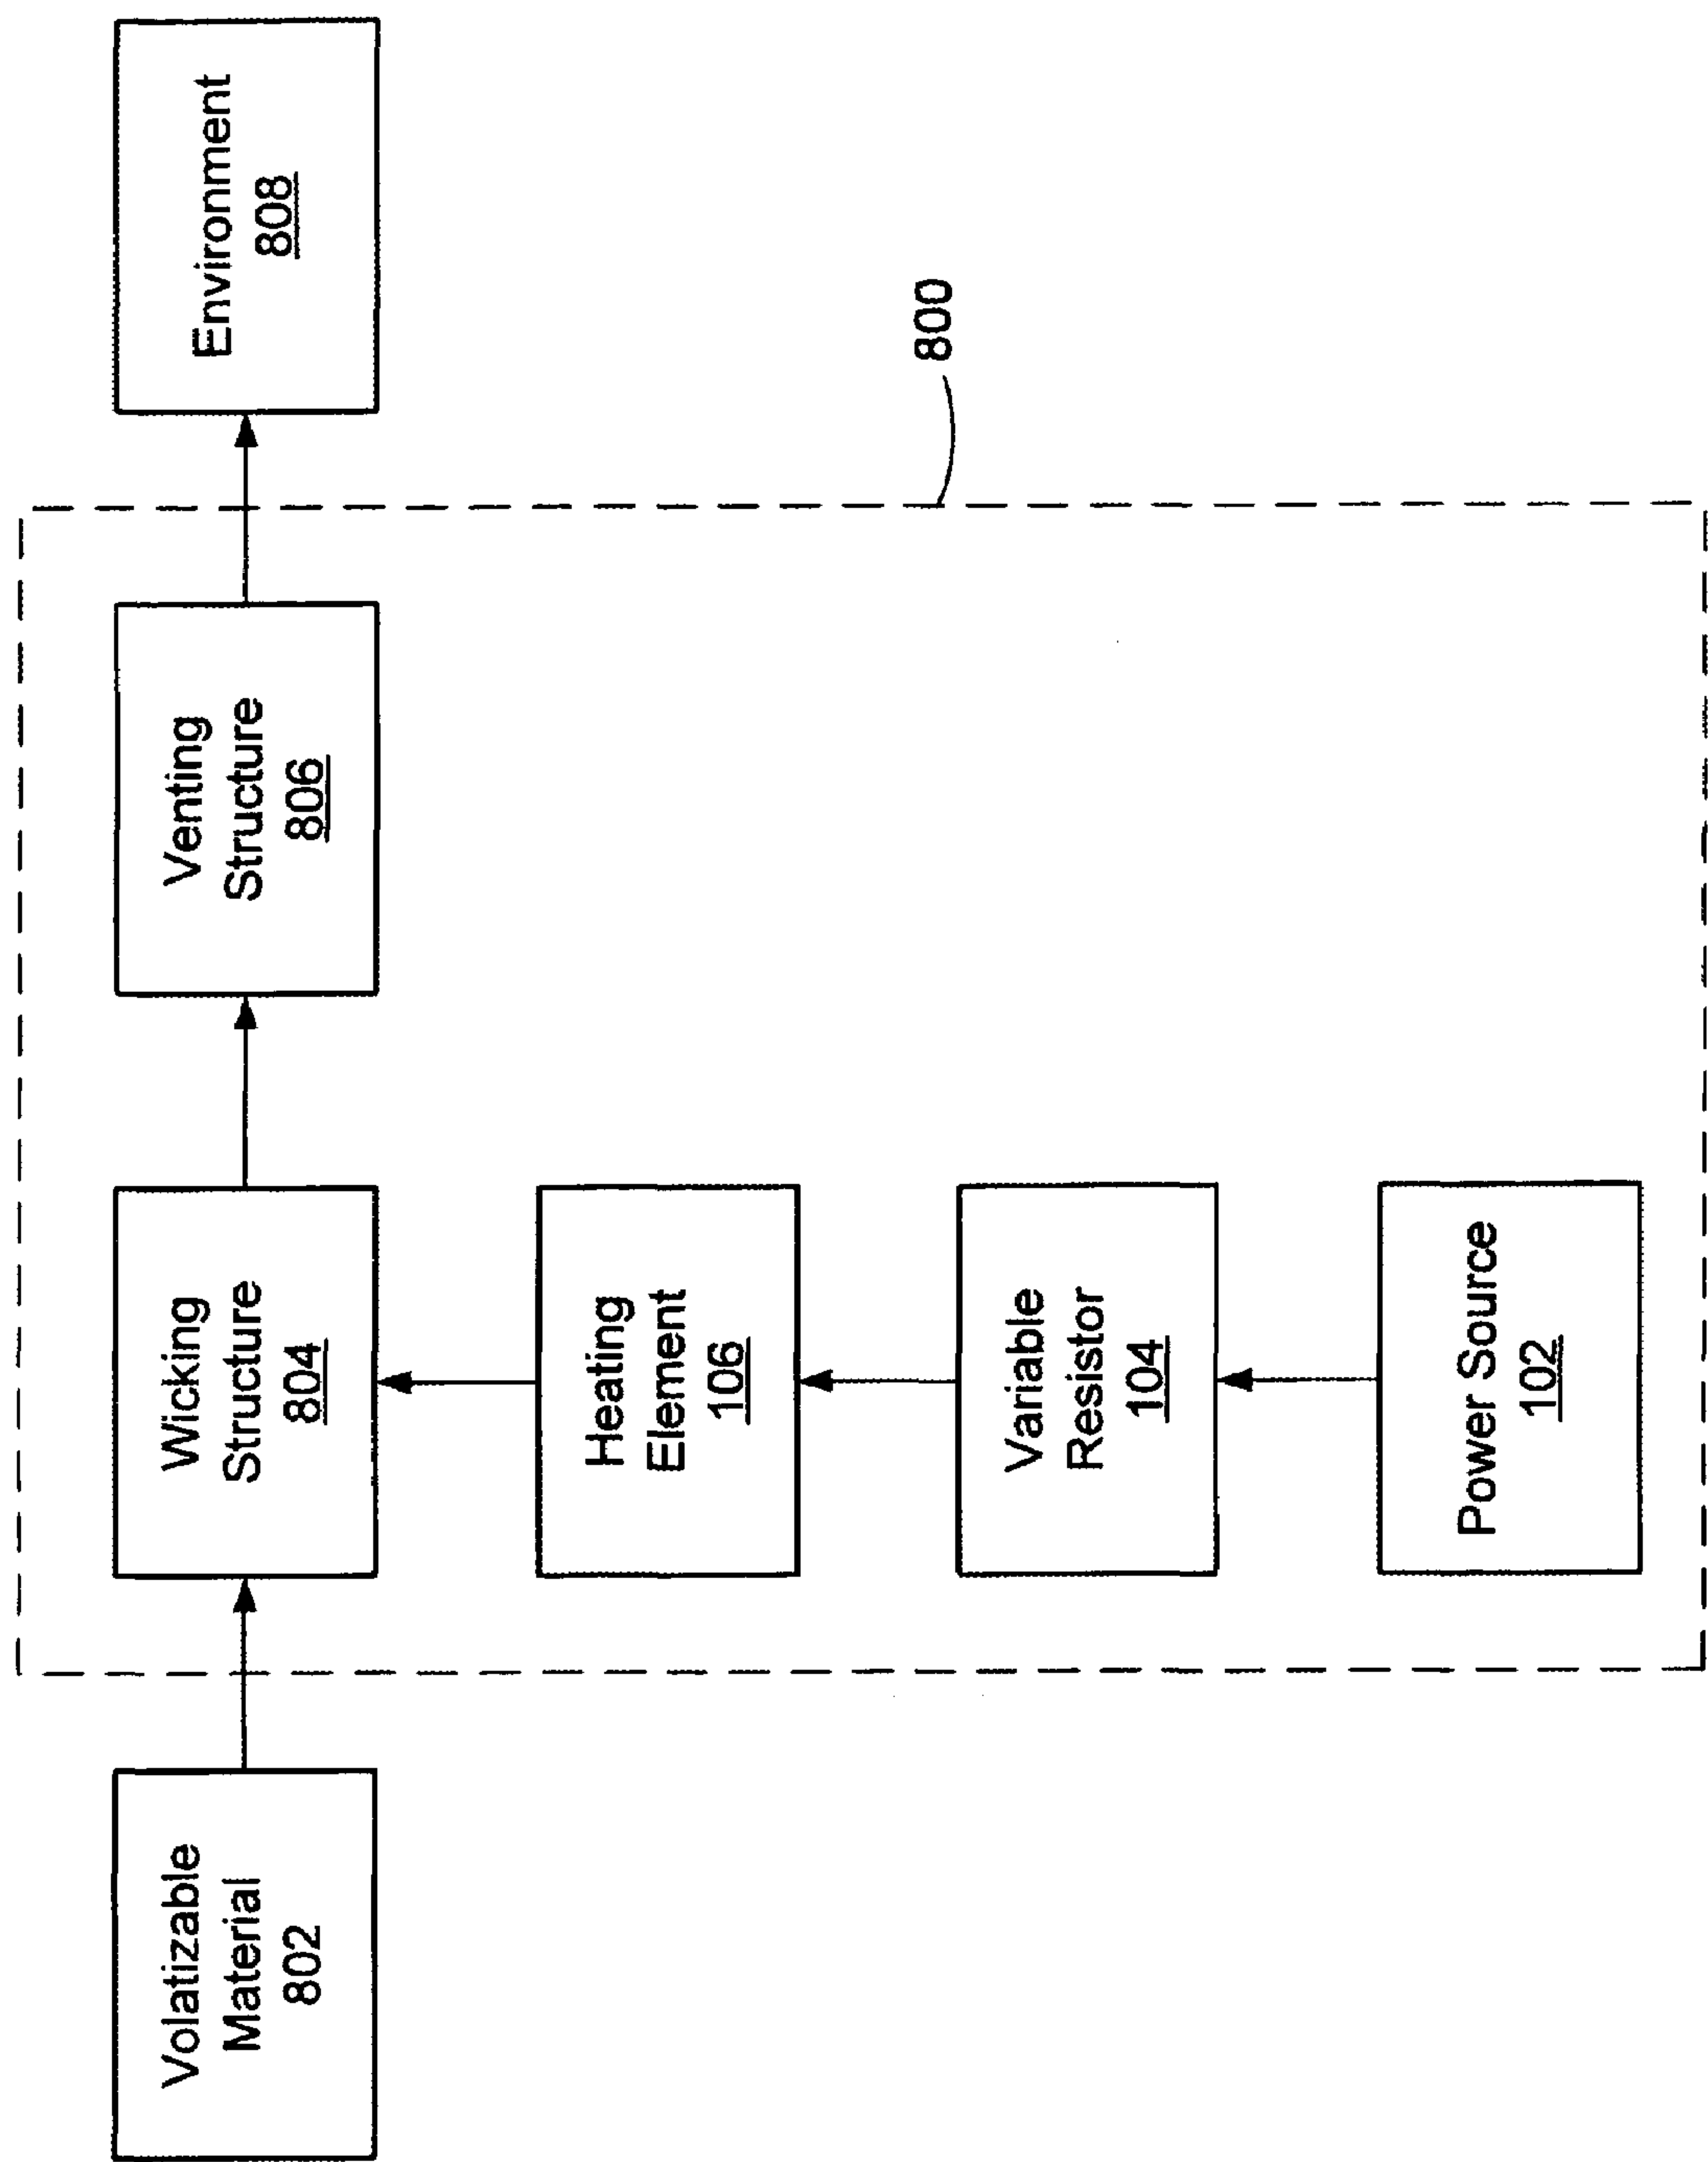 Volatizable
Material
802
Wicking
Structure
804
Venting
Structure
806
Environment
808
Heating
Element
106
Variable
Resistor
104
Power Source
102
800